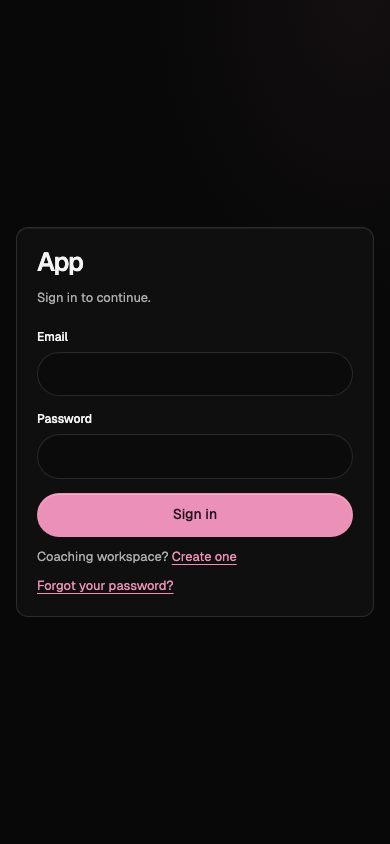 App
Sign in to continue.
Email
Password
Sign in
Coaching workspace? Create one
Forgot your password?